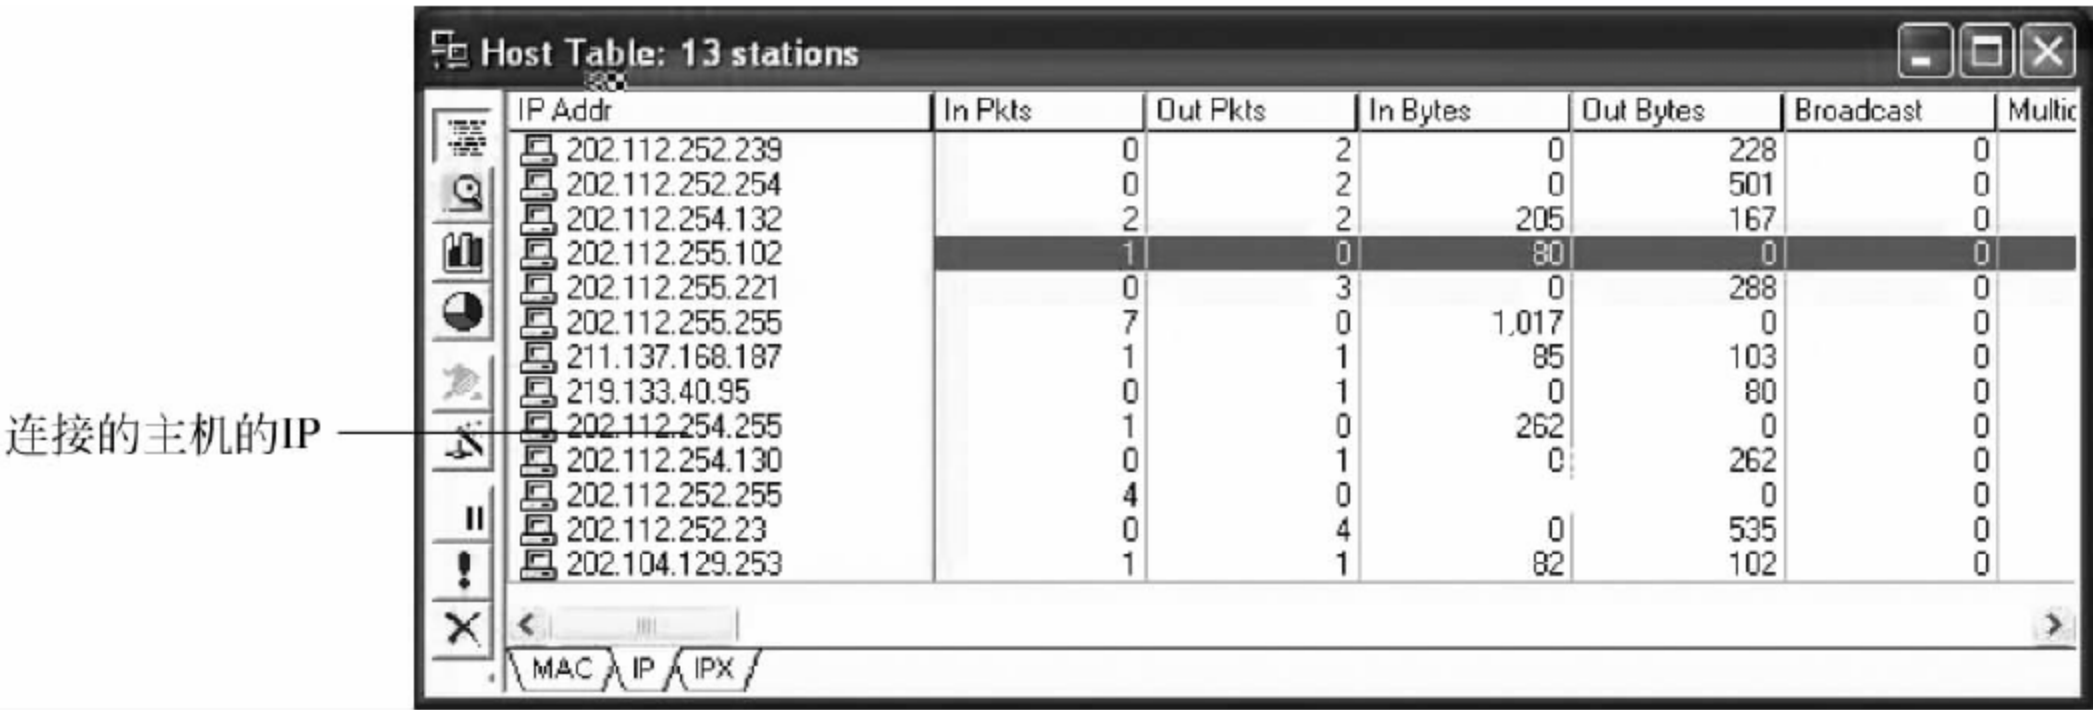 Host Table: 13 stations
IP Addr In Pkts Out Pkts In Bytes Out Bytes Broadcast Multic
202.112.252.239 0 2 0 228 0
202.112.252.254 0 2 0 501 0
202.112.254.132 2 2 205 167 0
202.112.255.102 1 0 80 0 0
202.112.255.221 0 3 0 288 0
202.112.255.255 7 0 1,017 0 0
211.137.168.187 1 1 85 103 0
219.133.40.95 0 1 0 80 0
连接的主机的IP
202.112.254.255 1 0 262 0 0
202.112.254.130 0 1 0 262 0
202.112.252.255 4 0 0 0
202.112.252.23 0 4 0 535 0
202.104.129.253 1 1 82 102 0
MAC IP IPX